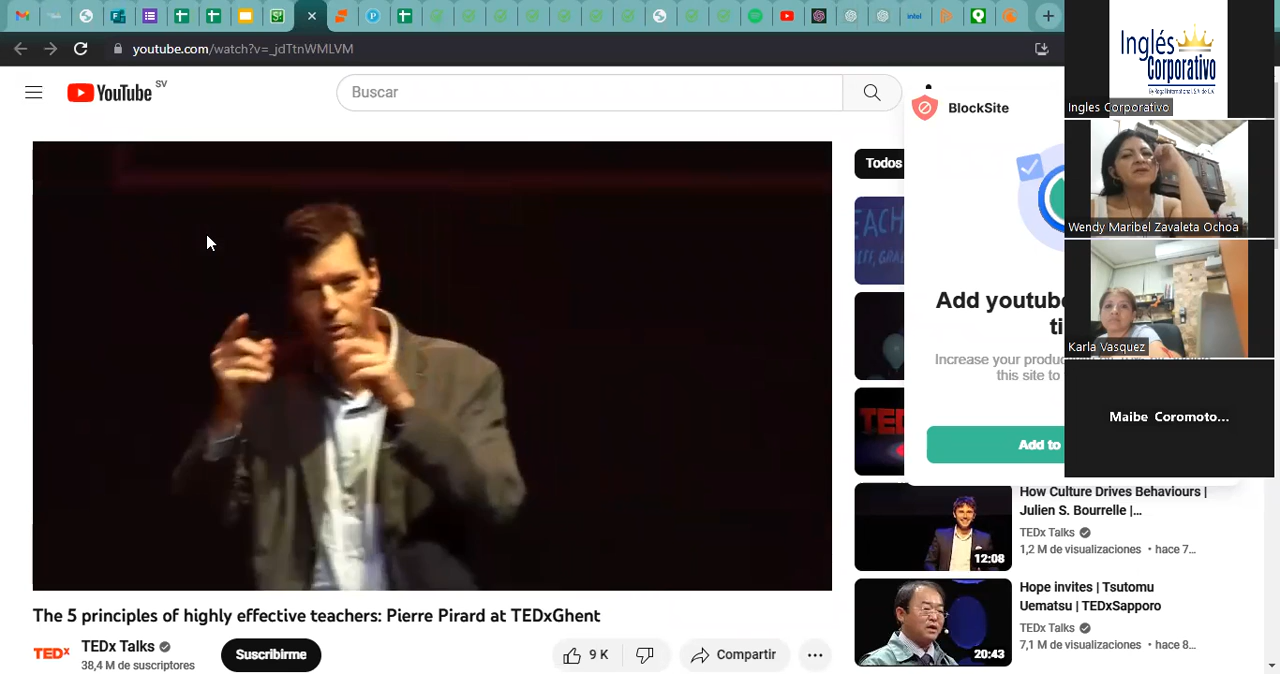 youtube.com/watch?v=_jdTtnWMLVM
YouTube SV
Buscar
BlockSite
Todos
Add youtube
ti
Increase your produc
this site to
Add to
The 5 principles of highly effective teachers: Pierre Pirard at TEDxGhent
TEDx
TEDx Talks
38,4 M de suscriptores
Suscribirme
9 K
Compartir
How Culture Drives Behaviours |
Julien S. Bourrelle |...
TEDx Talks
1,2 M de visualizaciones • hace 7...
12:08
Hope invites | Tsutomu
Uematsu | TEDxSapporo
TEDx Talks
7,1 M de visualizaciones • hace 8...
20:43
Inglés
Corporativo
Ingles Corporativo
Wendy Maribel Zavaleta Ochoa
Karla Vasquez
Maibe Coromoto...
intel